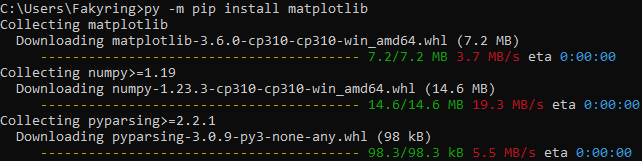 C:\Users\Fakyring>py -m pip install matplotlib
Collecting matplotlib
  Downloading matplotlib-3.6.0-cp310-cp310-win_amd64.whl (7.2 MB)
     ---------------------------------------- 7.2/7.2 MB 3.7 MB/s eta 0:00:00
Collecting numpy>=1.19
  Downloading numpy-1.23.3-cp310-cp310-win_amd64.whl (14.6 MB)
     ---------------------------------------- 14.6/14.6 MB 19.3 MB/s eta 0:00:00
Collecting pyparsing>=2.2.1
  Downloading pyparsing-3.0.9-py3-none-any.whl (98 kB)
     ---------------------------------------- 98.3/98.3 kB 5.5 MB/s eta 0:00:00